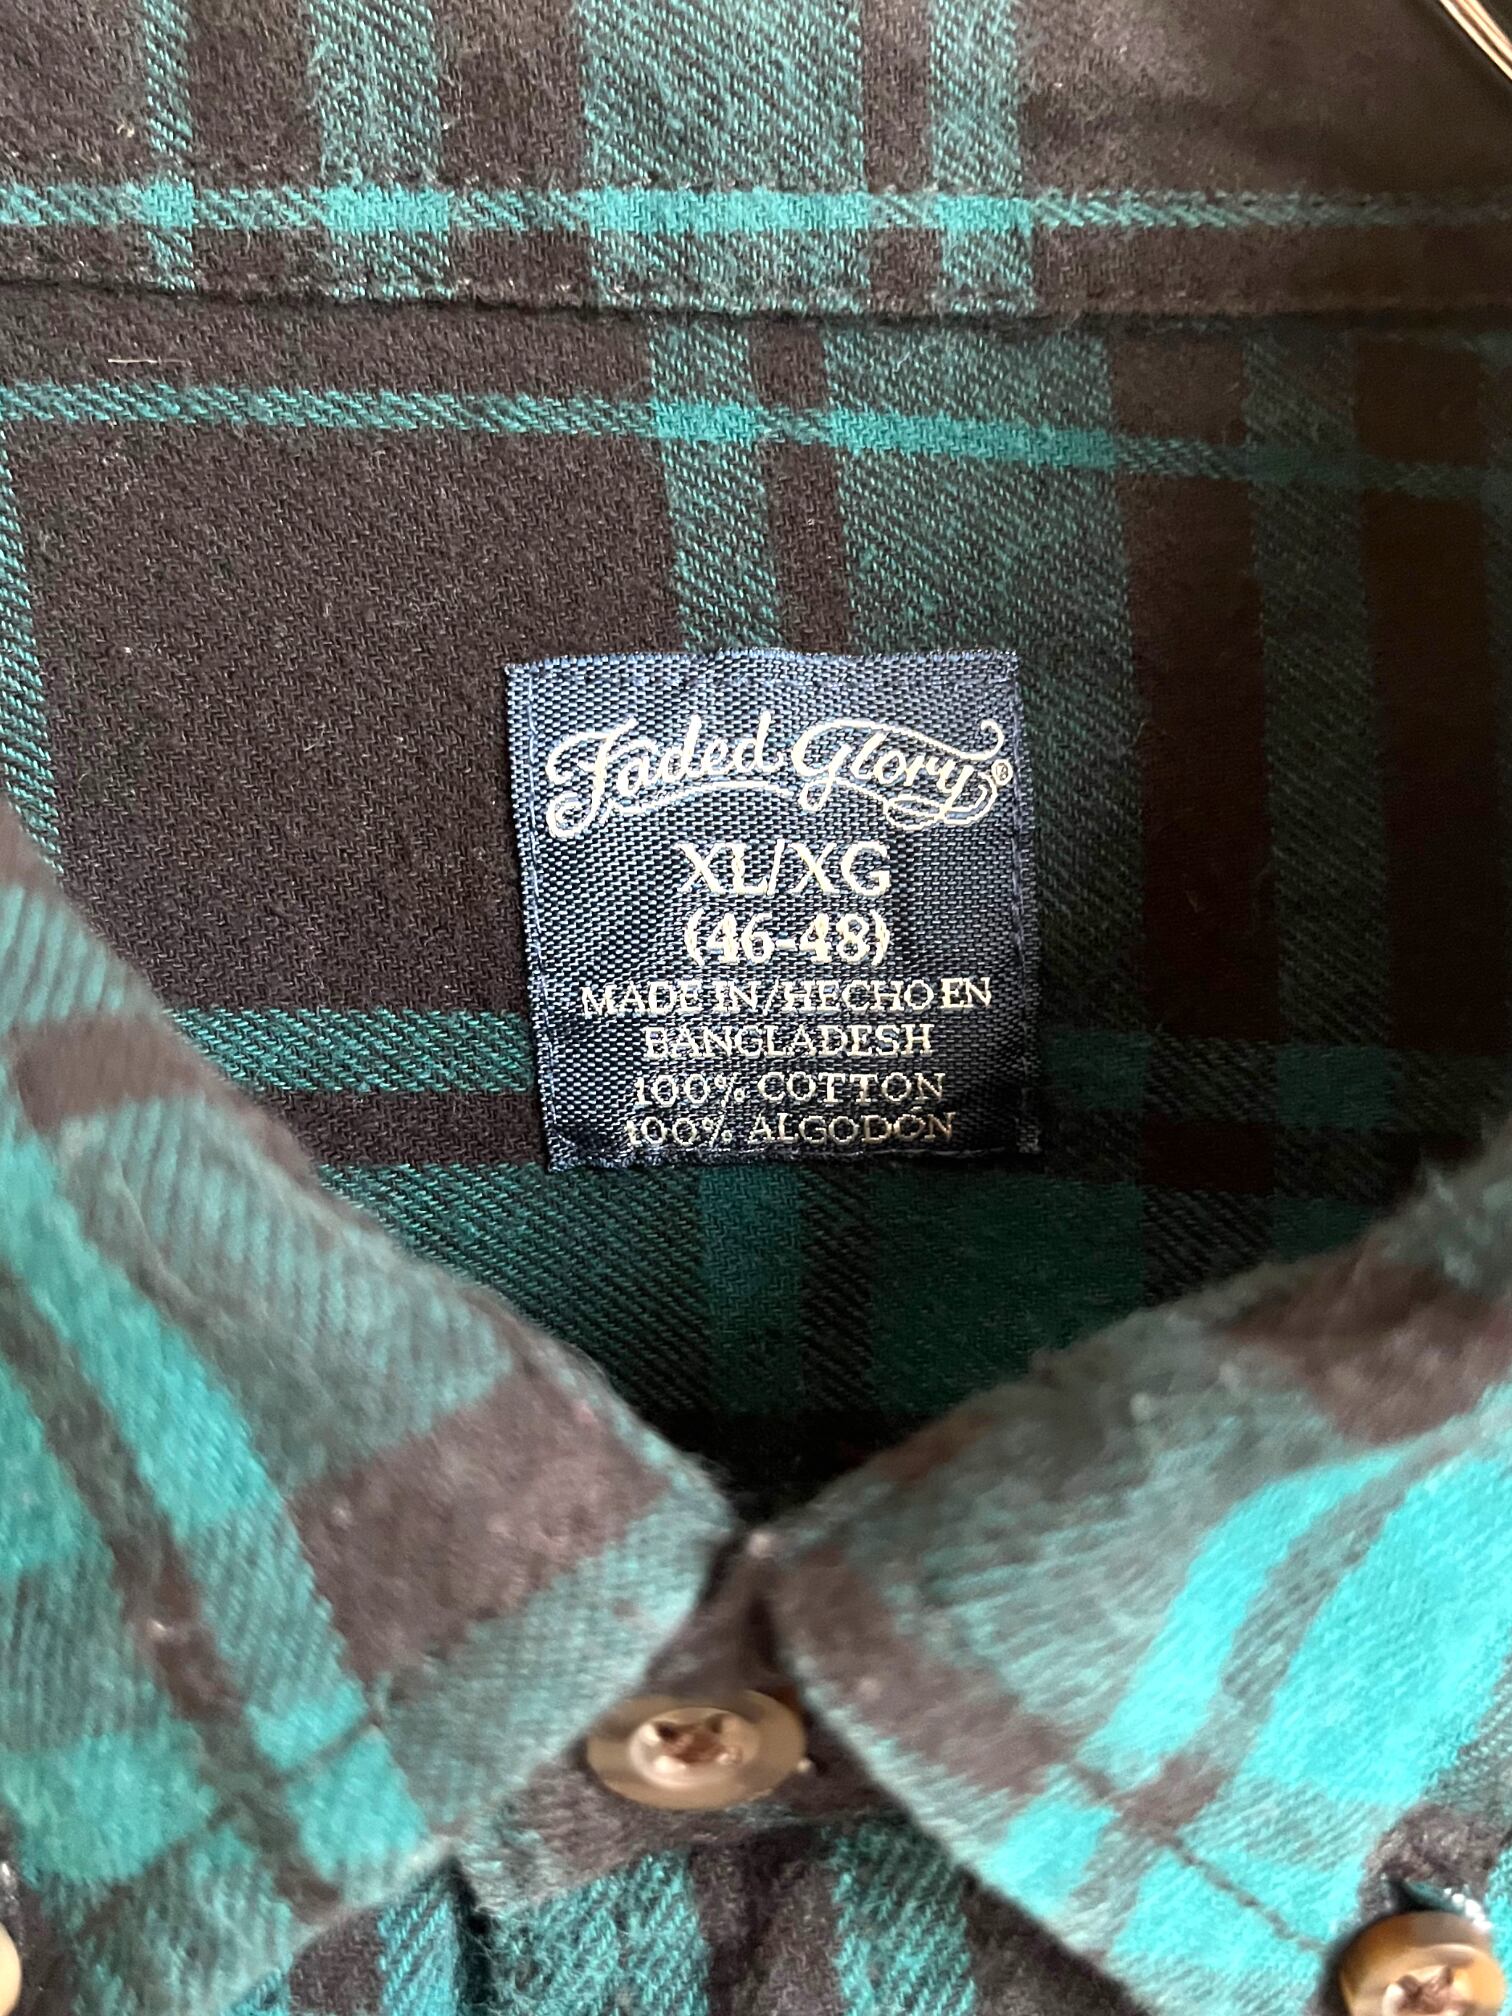 Faded Glory®
XL/XG
(46-48)
MADE IN/HECHO EN
BANGLADESH
100% COTTON
100% ALGODÓN